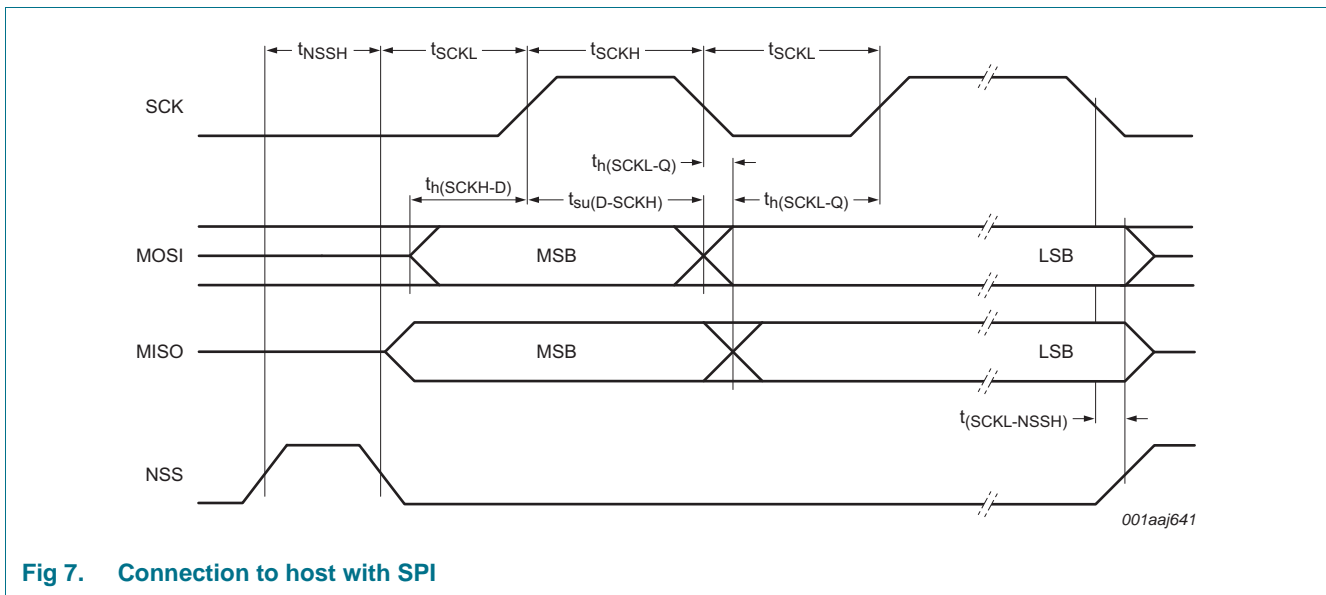 tNSSH tSCKL tSCKH tSCKL
SCK
th(SCKL-Q)
th(SCKH-D) tsu(D-SCKH) th(SCKL-Q)
MOSI MSB LSB
MISO MSB LSB
t(SCKL-NSSH)
NSS
001aaj641
Fig 7. Connection to host with SPI